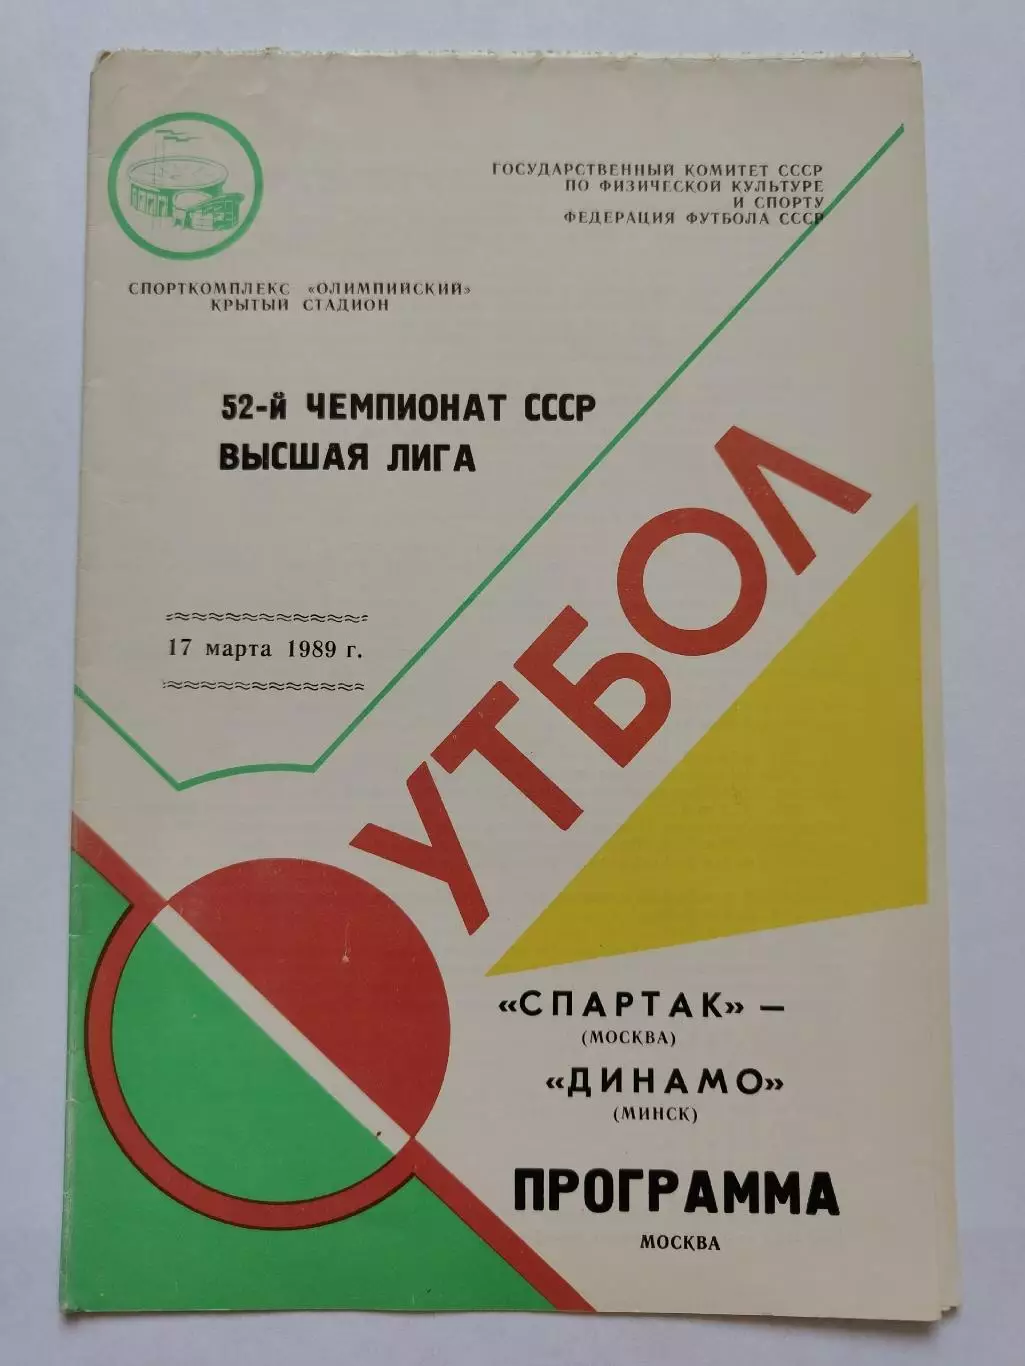 ГОСУДАРСТВЕННЫЙ КОМИТЕТ СССР
ПО ФИЗИЧЕСКОЙ КУЛЬТУРЕ
И СПОРТУ
ФЕДЕРАЦИЯ ФУТБОЛА СССР
СПОРТКОМПЛЕКС «ОЛИМПИЙСКИЙ»
КРЫТЫЙ СТАДИОН
52-й ЧЕМПИОНАТ СССР
ВЫСШАЯ ЛИГА
17 марта 1989 г.
ФУТБОЛ
«СПАРТАК» —
(МОСКВА)
«ДИНАМО»
(МИНСК)
ПРОГРАММА
МОСКВА